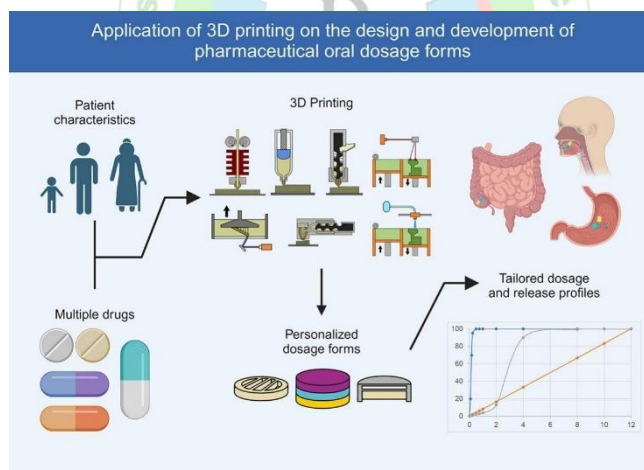 Application of 3D printing on the design and development of
pharmaceutical oral dosage forms
Patient
characteristics
3D Printing
Multiple drugs
Personalized
dosage forms
Tailored dosage
and release profiles
100
80
60
40
20
0
0 2 4 6 8 10 12